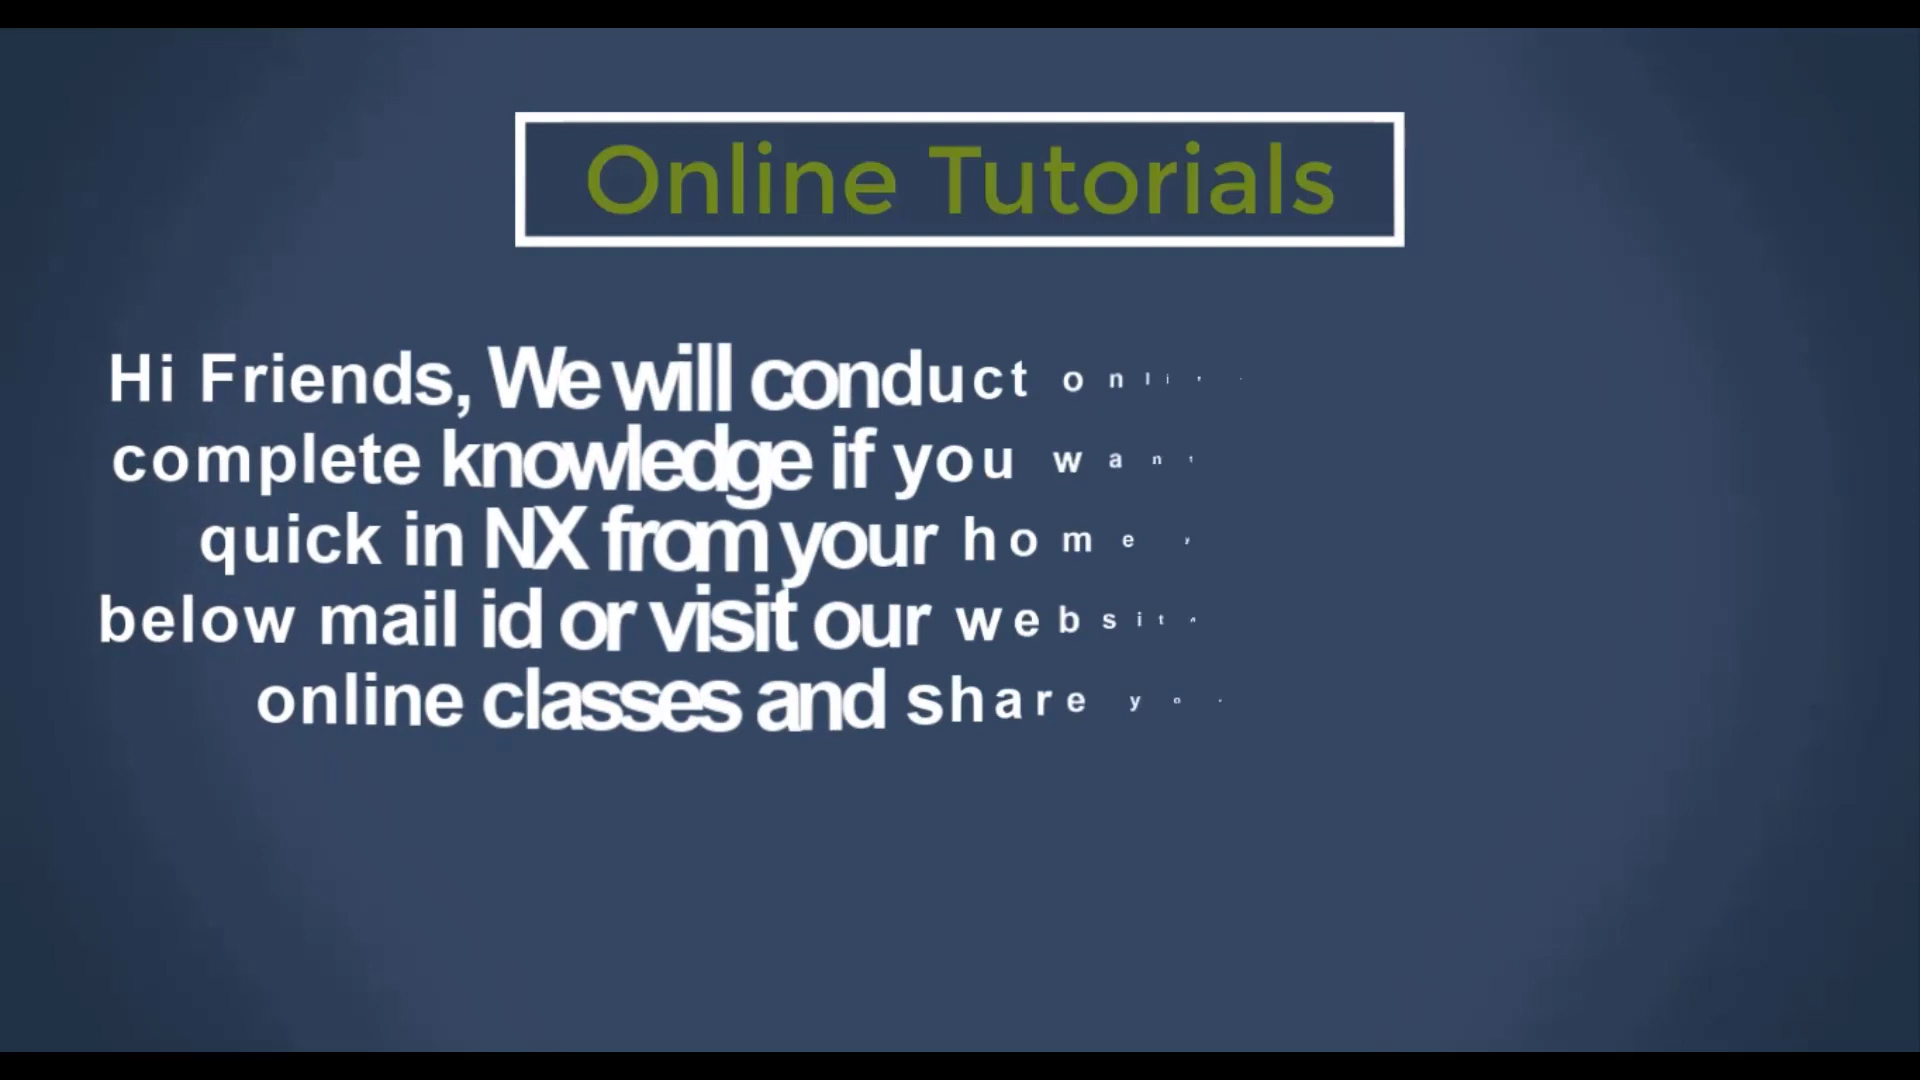 Online Tutorials
Hi Friends, We will conduct
complete knowledge if you want
quick in NX from your home
below mail id or visit our
online classes and share